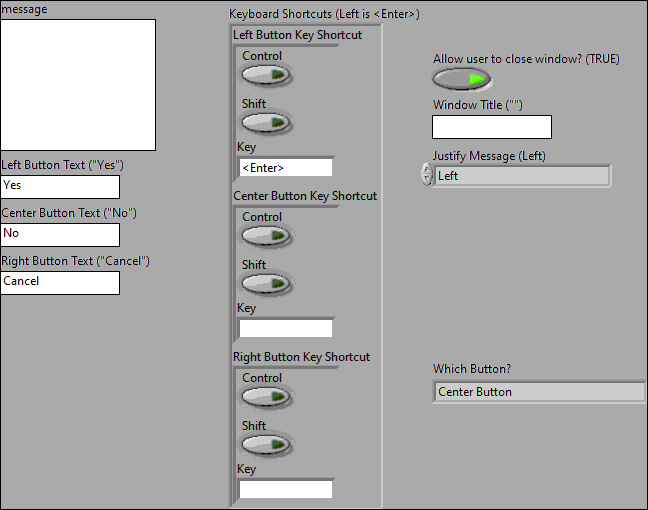 message
Left Button Text ("Yes")
Yes
Center Button Text ("No")
No
Right Button Text ("Cancel")
Cancel
Keyboard Shortcuts (Left is <Enter>)
Left Button Key Shortcut
Control
Shift
Key
<Enter>
Center Button Key Shortcut
Control
Shift
Key
Right Button Key Shortcut
Control
Shift
Key
Allow user to close window? (TRUE)
Window Title ("")
Justify Message (Left)
Left
Which Button?
Center Button